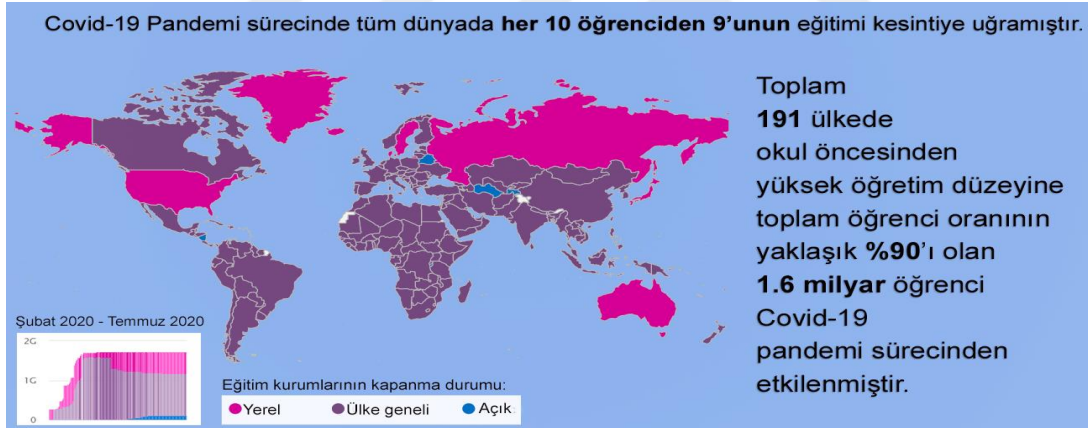 Covid-19 Pandemi sürecinde tüm dünyada her 10 öğrenciden 9’unun eğitimi kesintiye uğramıştır.
Toplam
191 ülkede
okul öncesinden
yüksek öğretim düzeyine
toplam öğrenci oranının
yaklaşık %90’ı olan
1.6 milyar öğrenci
Covid-19
pandemi sürecinden
etkilenmiştir.
Şubat 2020 - Temmuz 2020
2G
1G
0
Eğitim kurumlarının kapanma durumu:
Yerel Ülke geneli Açık